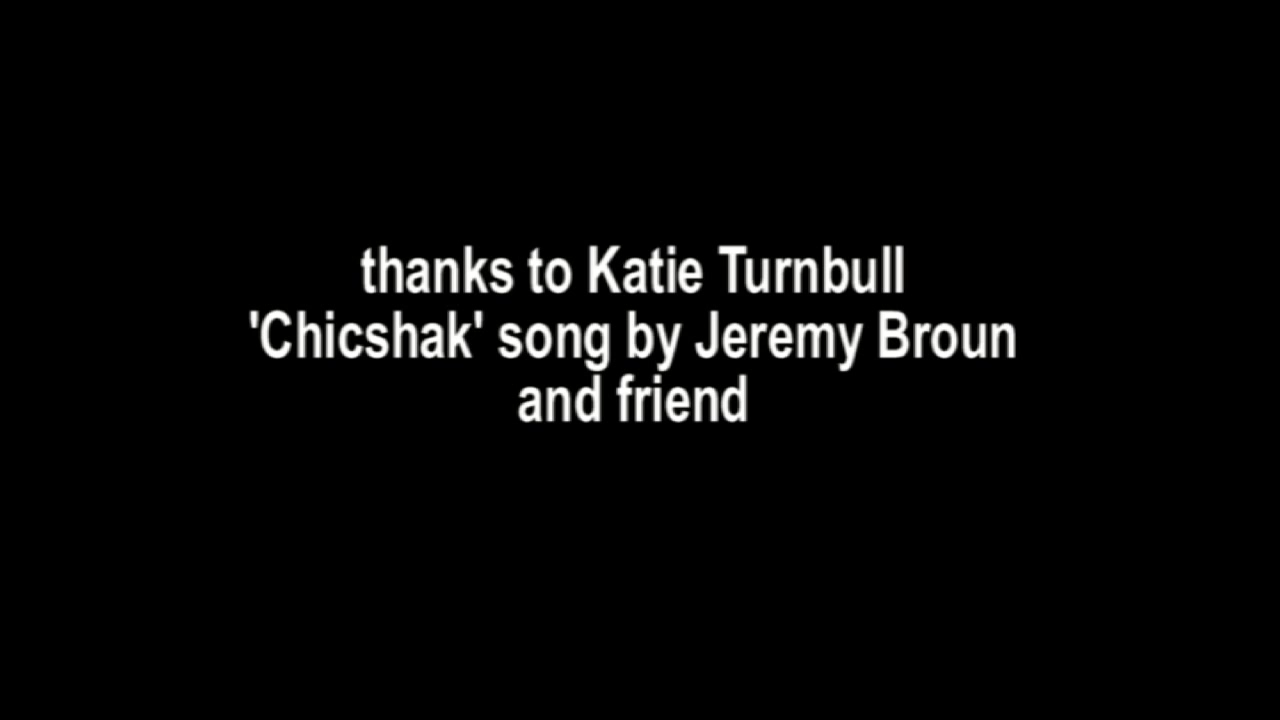 thanks to Katie Turnbull
'Chicshak' song by Jeremy Broun
and friend